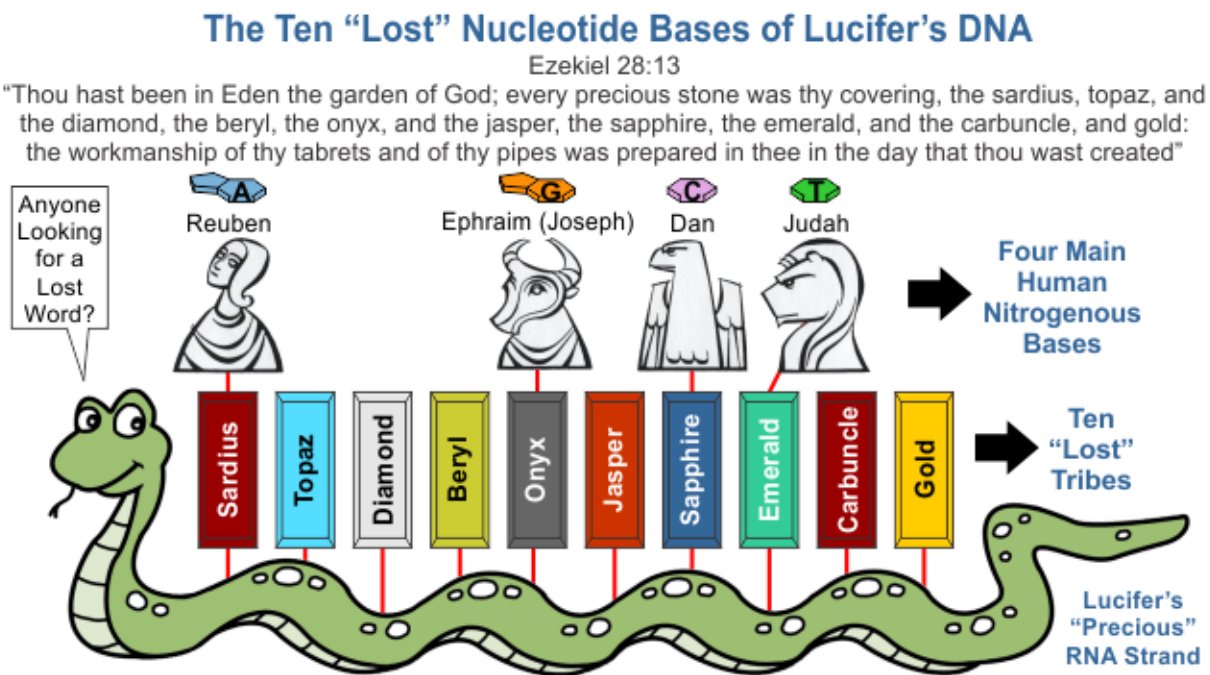 The Ten “Lost” Nucleotide Bases of Lucifer’s DNA
Ezekiel 28:13
“Thou hast been in Eden the garden of God; every precious stone was thy covering, the sardius, topaz, and
the diamond, the beryl, the onyx, and the jasper, the sapphire, the emerald, and the carbuncle, and gold:
the workmanship of thy tabrets and of thy pipes was prepared in thee in the day that thou wast created”
Anyone
Looking
for a
Lost
Word?
A
Reuben
G
Ephraim (Joseph)
C
Dan
T
Judah
Four Main
Human
Nitrogenous
Bases
Sardius
Topaz
Diamond
Beryl
Onyx
Jasper
Sapphire
Emerald
Carbuncle
Gold
Ten
“Lost”
Tribes
Lucifer’s
“Precious”
RNA Strand